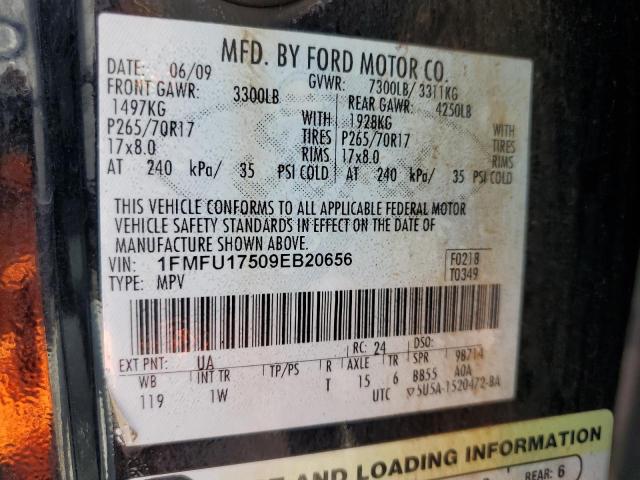 MFD. BY FORD MOTOR CO.
DATE: 06/09 GVWR: 7300LB/ 3311KG
FRONT GAWR: 3300LB REAR GAWR: 4250LB
1497KG WITH 1928KG WITH
P265/70R17 TIRES P265/70R17 TIRES
17x8.0 RIMS 17x8.0 RIMS
AT 240 kPa/ 35 PSI COLD AT 240 kPa/ 35 PSI COLD
THIS VEHICLE CONFORMS TO ALL APPLICABLE FEDERAL MOTOR
VEHICLE SAFETY STANDARDS IN EFFECT ON THE DATE OF
MANUFACTURE SHOWN ABOVE.
VIN: 1FMFU17509EB20656 F0218
TYPE: MPV T0349
EXT PNT: UA RC: 24 DSO: 98714
WB INT TR TP/PS R AXLE TR SPR A0A
119 1W T 15 6 BB55
UTC ▽5U5A-1520472-BA
E AND LOADING INFORMATION
REAR: 6